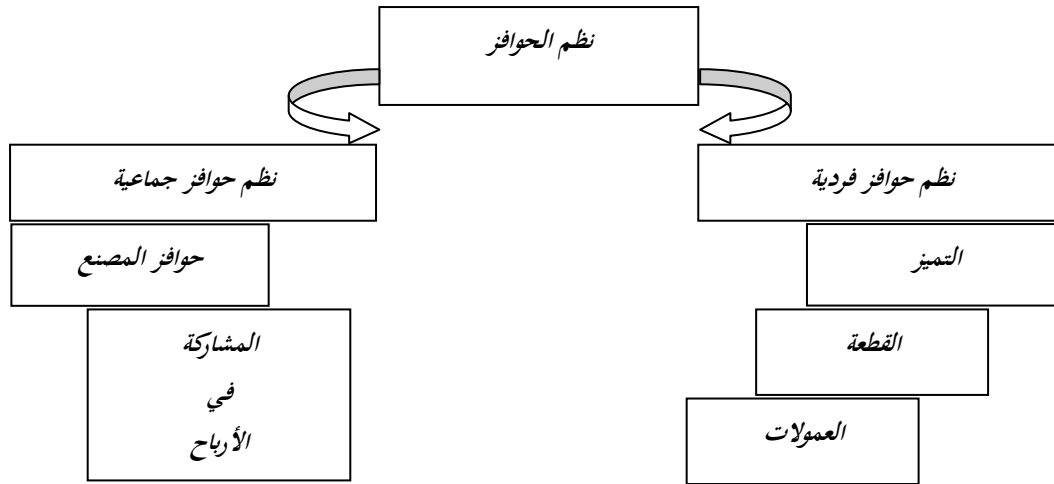 نظم الحوافز
نظم حوافز فردية
نظم حوافز جماعية
التميز
حوافز المصنع
القطعة
المشاركة
في
الأرباح
العمولات